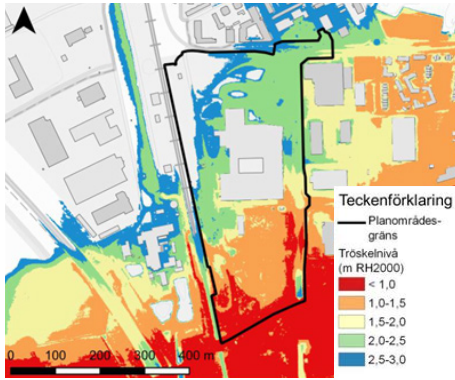 Teckenförklaring
Planområdes-
gräns
Tröskelnivå
(m RH2000)
< 1,0
1,0-1,5
1,5-2,0
2,0-2,5
2,5-3,0
0 100 200 300 400 m